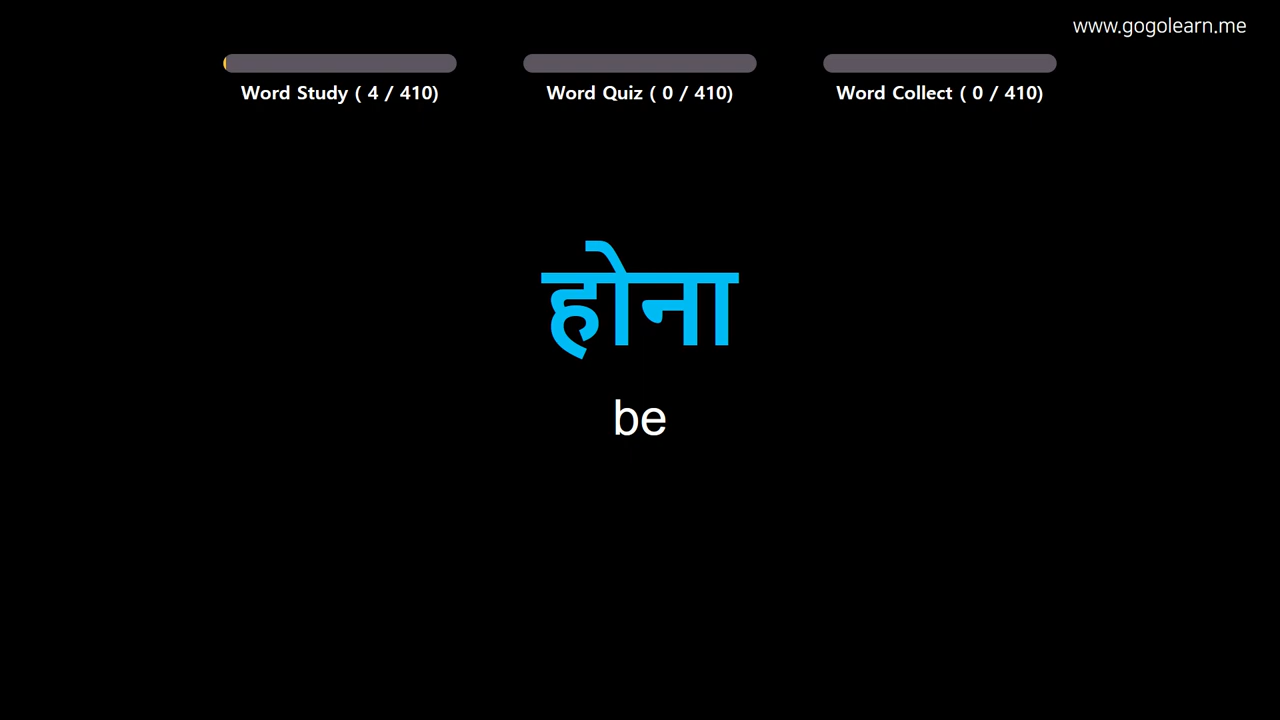 www.gogolearn.me
Word Study ( 4 / 410)
Word Quiz ( 0 / 410)
Word Collect ( 0 / 410)
होना
be